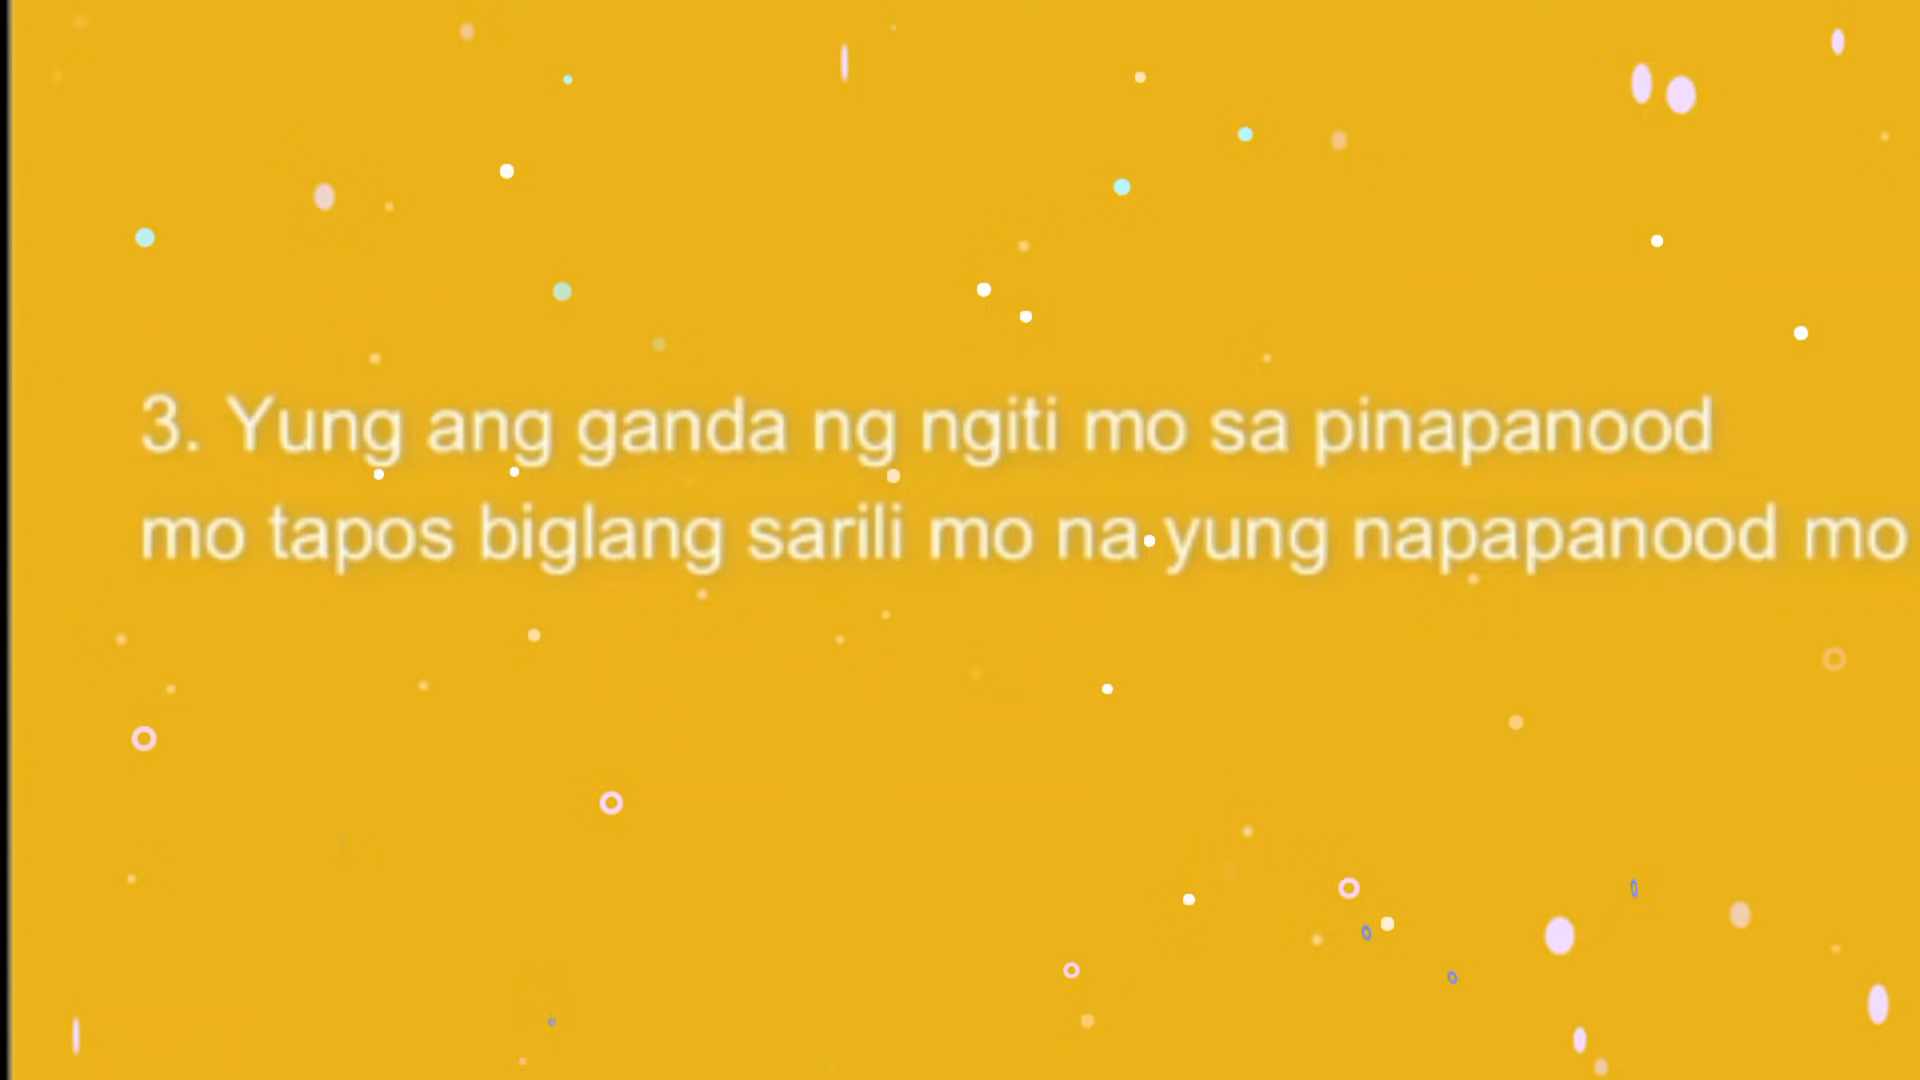 3. Yung ang ganda ng ngiti mo sa pinapanood
mo tapos biglang sarili mo na yung napapanood mo